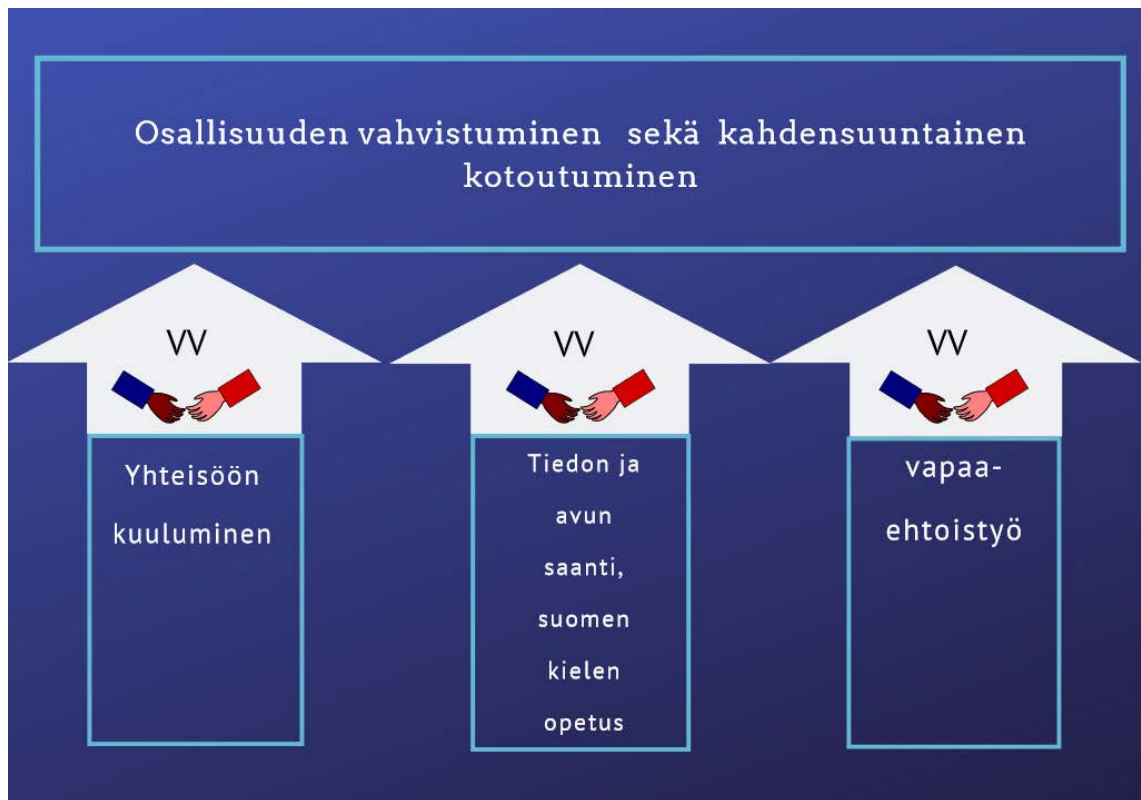 Osallisuuden vahvistuminen sekä kahdensuuntainen
kotoutuminen
VV
VV
VV
Yhteisöön
kuuluminen
Tiedon ja
avun
saanti,
suomen
kielen
opetus
vapaa-
ehtoistyö